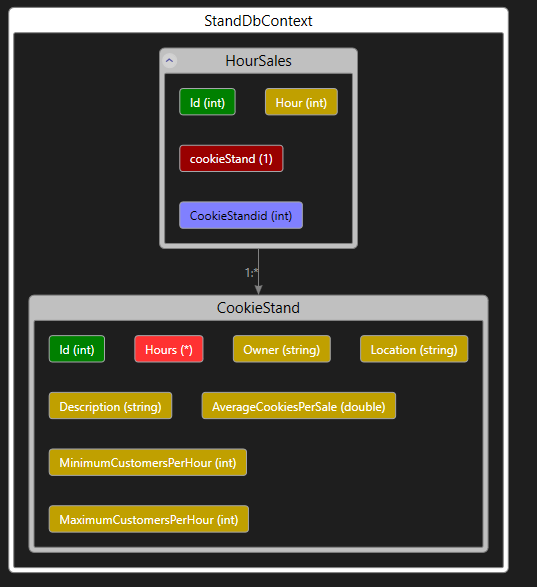 StandDbContext
HourSales
Id (int) Hour (int)
cookieStand (1)
CookieStandid (int)
1:*
CookieStand
Id (int) Hours (*) Owner (string) Location (string)
Description (string) AverageCookiesPerSale (double)
MinimumCustomersPerHour (int)
MaximumCustomersPerHour (int)